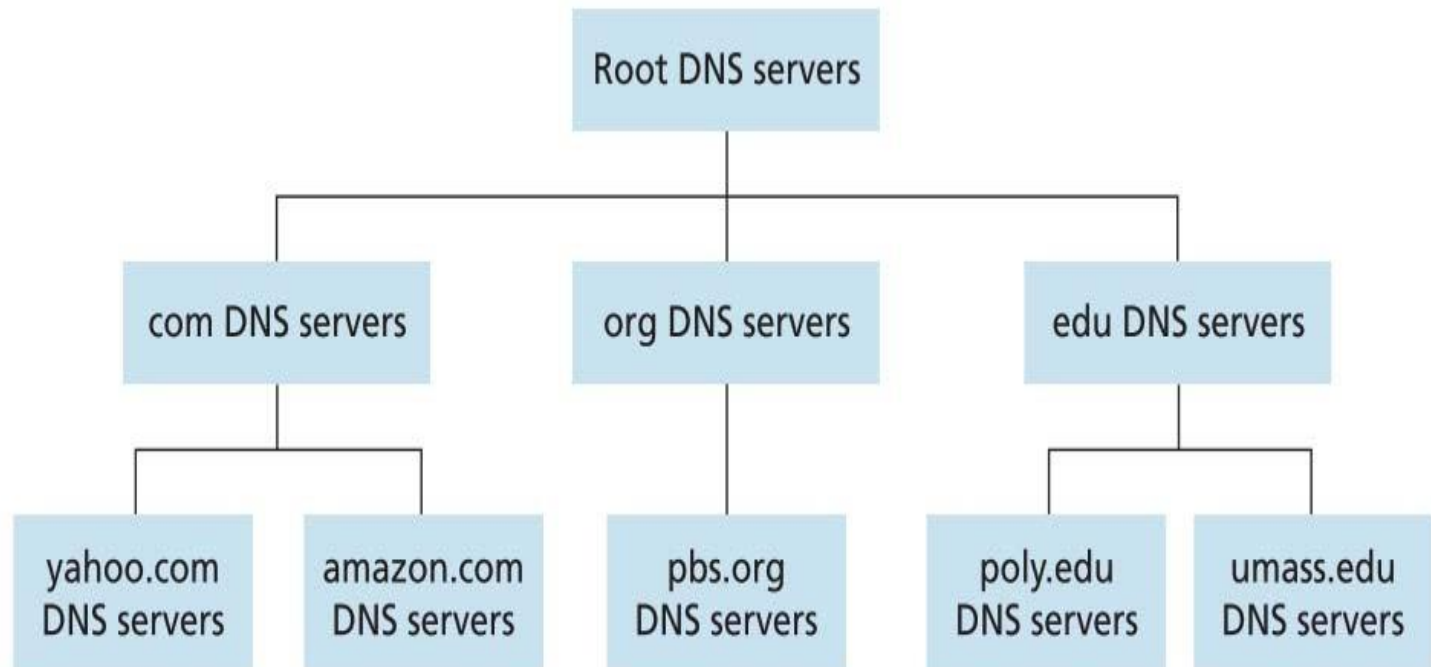 Root DNS servers
com DNS servers
org DNS servers
edu DNS servers
yahoo.com
DNS servers
amazon.com
DNS servers
pbs.org
DNS servers
poly.edu
DNS servers
umass.edu
DNS servers